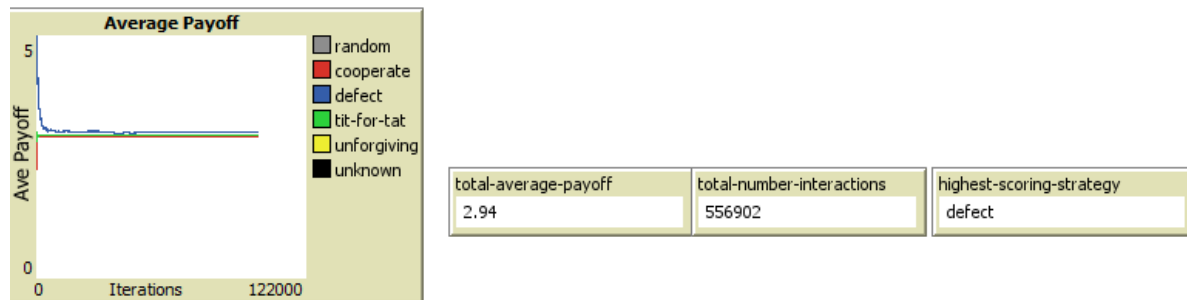 Average Payoff
5
Ave Payoff
0
0 Iterations 122000
random
cooperate
defect
tit-for-tat
unforgiving
unknown
total-average-payoff
2.94
total-number-interactions
556902
highest-scoring-strategy
defect